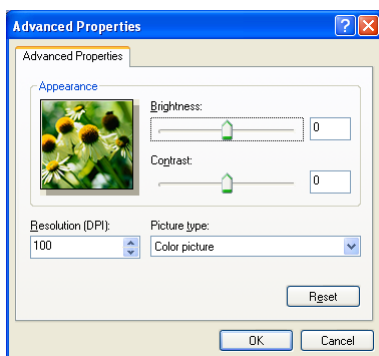 Advanced Properties
Advanced Properties
Appearance
Brightness:
0
Contrast:
0
Resolution (DPI):
Picture type:
100
Color picture
Reset
OK
Cancel